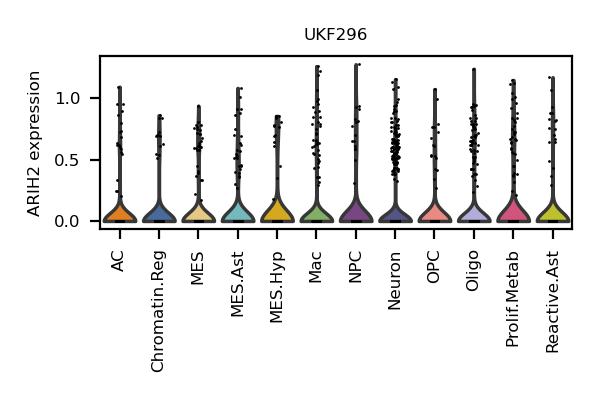 UKF296
ARIH2 expression
1.0
0.5
0.0
AC
Chromatin.Reg
MES
MES.Ast
MES.Hyp
Mac
NPC
Neuron
OPC
Oligo
Prolif.Metab
Reactive.Ast